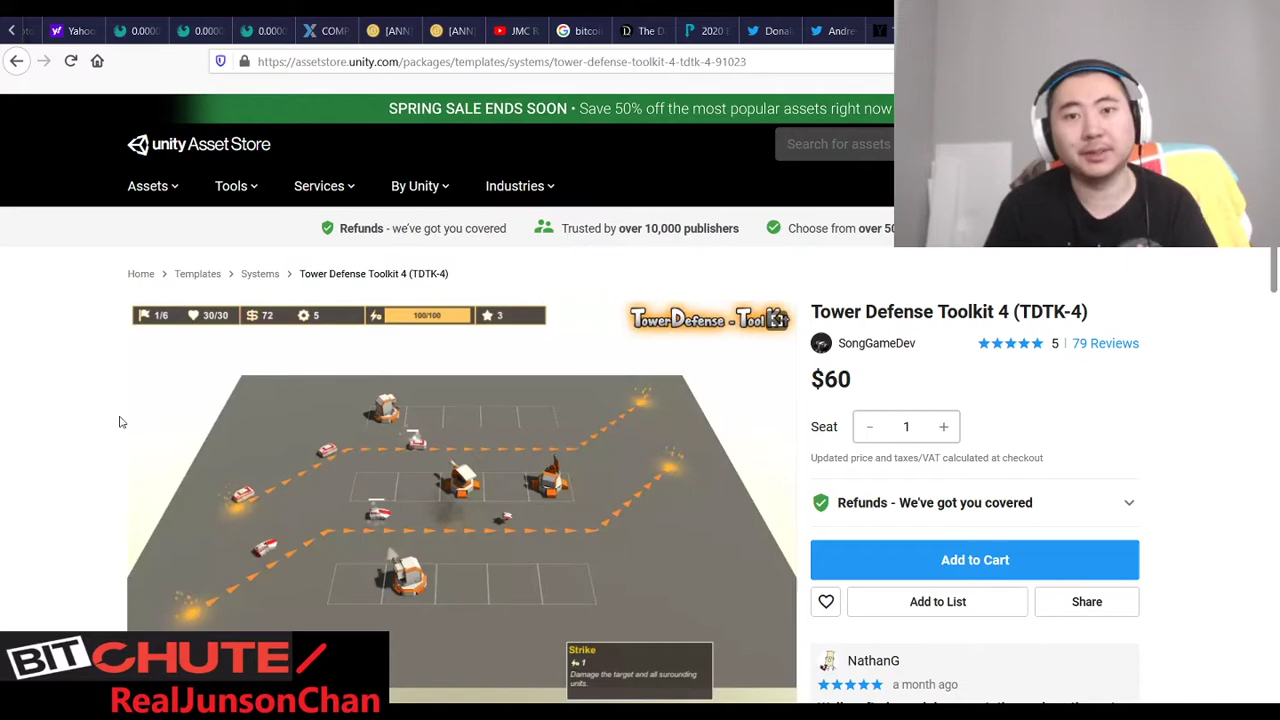 Yahoo
0.0000
0.0000
0.0000
COMP
[ANN]
[ANN]
JMC R
bitcoi
The D
2020 E
Donal
Andre
https://assetstore.unity.com/packages/templates/systems/tower-defense-toolkit-4-tdtk-4-91023
SPRING SALE ENDS SOON • Save 50% off the most popular assets right now
unity Asset Store
Search for assets
Assets
Tools
Services
By Unity
Industries
Refunds - we've got you covered
Trusted by over 10,000 publishers
Choose from over 50
Home > Templates > Systems > Tower Defense Toolkit 4 (TDTK-4)
1/6 30/30 $72 5 100/100 3
TowerDefense - ToolKit
Tower Defense Toolkit 4 (TDTK-4)
SongGameDev
5 | 79 Reviews
$60
Seat
- 1 +
Updated price and taxes/VAT calculated at checkout
Refunds - We've got you covered
Add to Cart
Add to List
Share
Strike
1
Damage the target and all surounding
units.
NathanG
a month ago
BITCHUTE/
RealJunsonChan